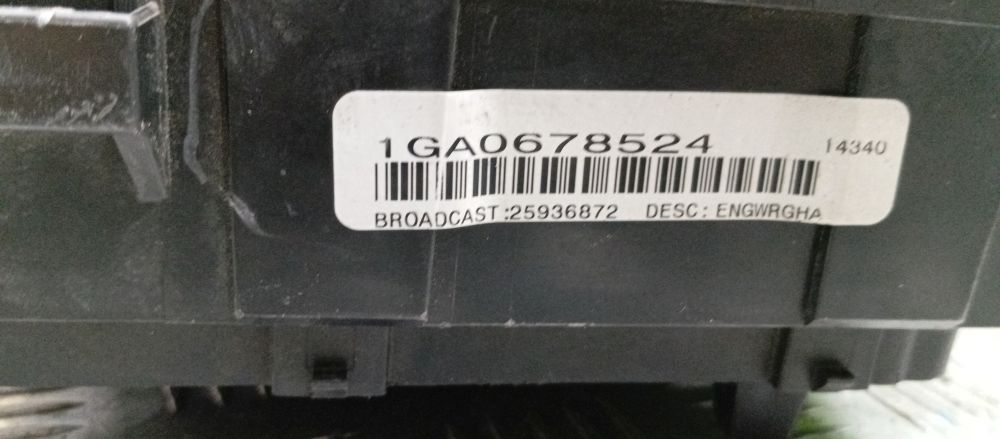 1GA0678524 14340
BROADCAST:25936872 DESC: ENGWRGHA